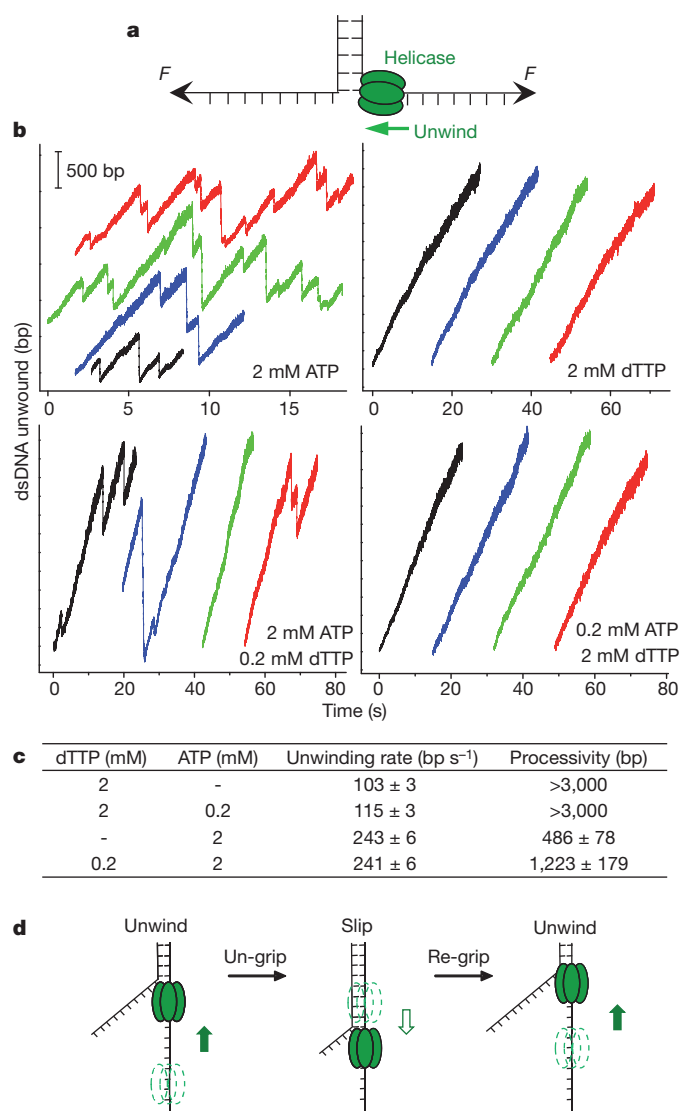 a
Helicase
F
F
Unwind
b
500 bp
dsDNA unwound (bp)
2 mM ATP
0 5 10 15
2 mM dTTP
0 20 40 60
2 mM ATP
0.2 mM dTTP
0 20 40 60 80
0.2 mM ATP
2 mM dTTP
0 20 40 60 80
Time (s)
c
dTTP (mM) ATP (mM) Unwinding rate (bp s⁻¹) Processivity (bp)
2 - 103 ± 3 >3,000
2 0.2 115 ± 3 >3,000
- 2 243 ± 6 486 ± 78
0.2 2 241 ± 6 1,223 ± 179
d
Unwind Slip Unwind
Un-grip Re-grip